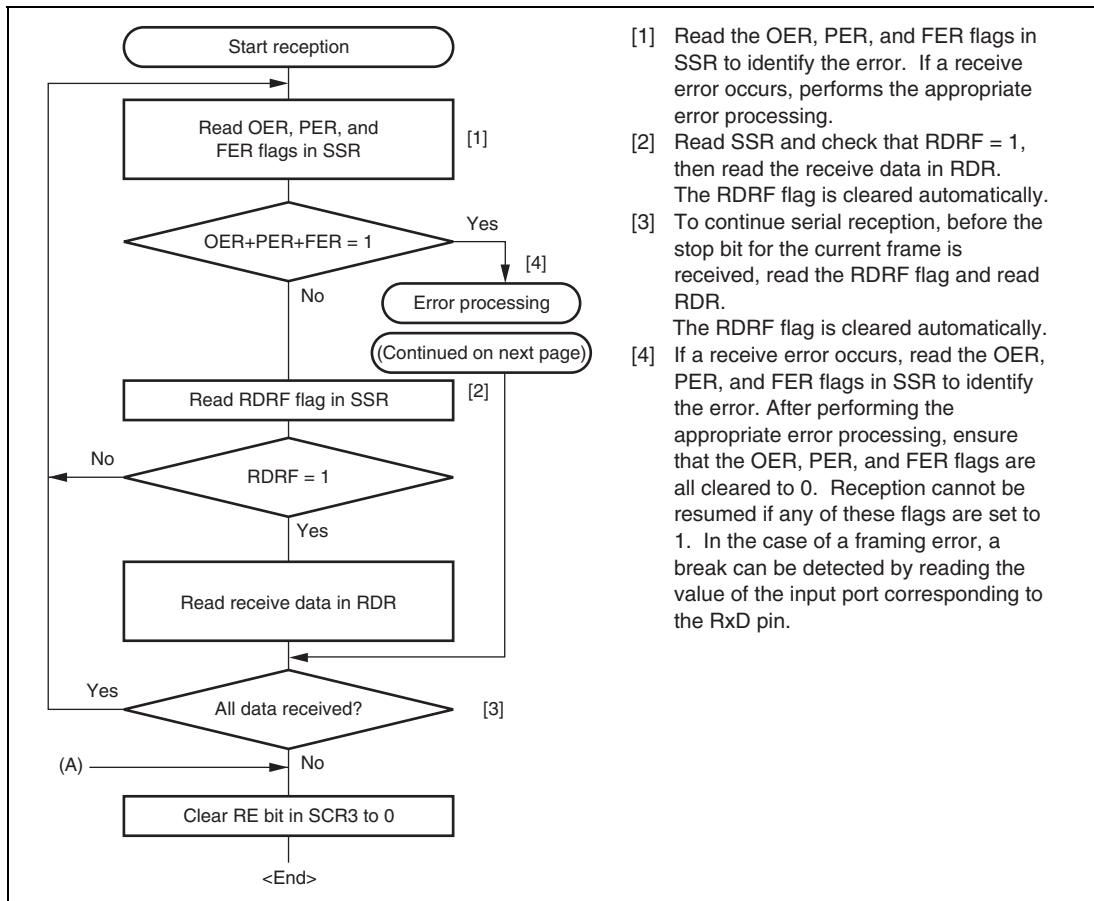 Start reception
Read OER, PER, and
FER flags in SSR
[1]
OER+PER+FER = 1
Yes
[4]
No
Error processing
(Continued on next page)
Read RDRF flag in SSR
[2]
No
RDRF = 1
Yes
Read receive data in RDR
Yes
All data received?
[3]
(A)
No
Clear RE bit in SCR3 to 0
<End>
[1] Read the OER, PER, and FER flags in
SSR to identify the error. If a receive
error occurs, performs the appropriate
error processing.
[2] Read SSR and check that RDRF = 1,
then read the receive data in RDR.
The RDRF flag is cleared automatically.
[3] To continue serial reception, before the
stop bit for the current frame is
received, read the RDRF flag and read
RDR.
The RDRF flag is cleared automatically.
[4] If a receive error occurs, read the OER,
PER, and FER flags in SSR to identify
the error. After performing the
appropriate error processing, ensure
that the OER, PER, and FER flags are
all cleared to 0. Reception cannot be
resumed if any of these flags are set to
1. In the case of a framing error, a
break can be detected by reading the
value of the input port corresponding to
the RxD pin.